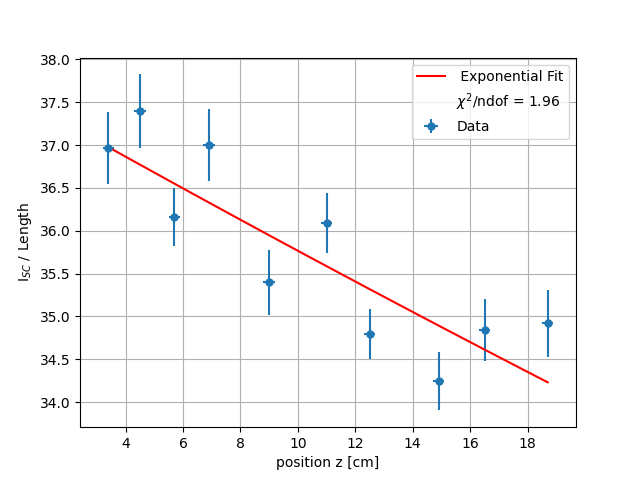 38.0
37.5
37.0
36.5
36.0
35.5
35.0
34.5
34.0
I_SC / Length
4 6 8 10 12 14 16 18
position z [cm]
Exponential Fit
χ²/ndof = 1.96
Data